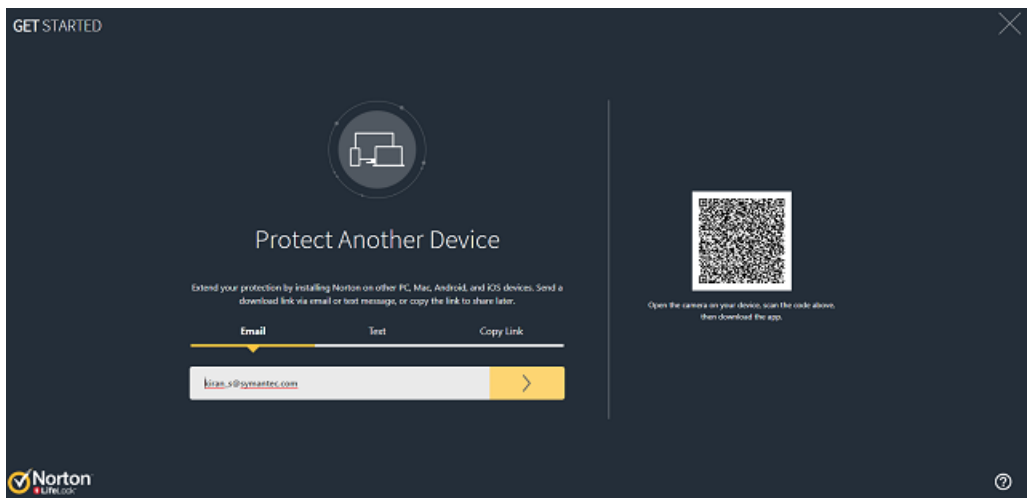 GET STARTED
Protect Another Device
Extend your protection by installing Norton on other PC, Mac, Android, and iOS devices. Send a
download link via email or text message, or copy the link to share later.
Email Text Copy Link
kiran_s@symantec.com
Open the camera on your device, scan the code above,
then download the app.
Norton
LifeLock